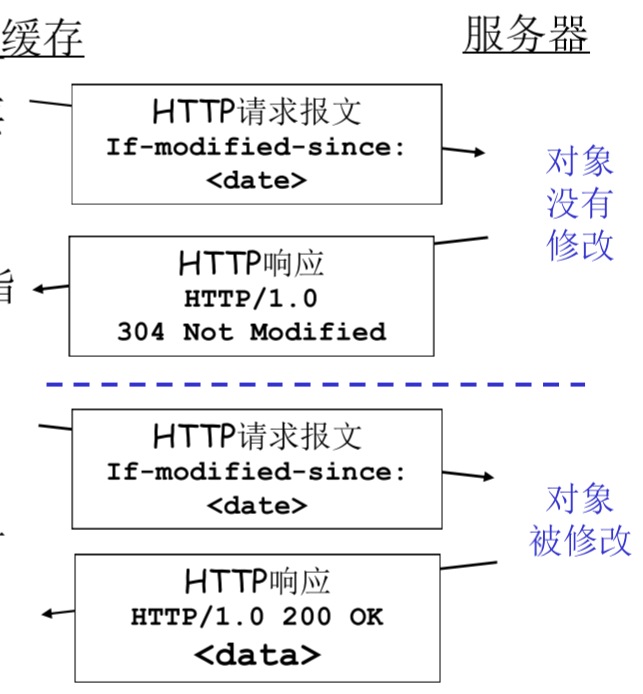 缓存
服务器
HTTP请求报文
If-modified-since:
<date>
对象
没有
修改
HTTP响应
HTTP/1.0
304 Not Modified
HTTP请求报文
If-modified-since:
<date>
对象
被修改
HTTP响应
HTTP/1.0 200 OK
<data>